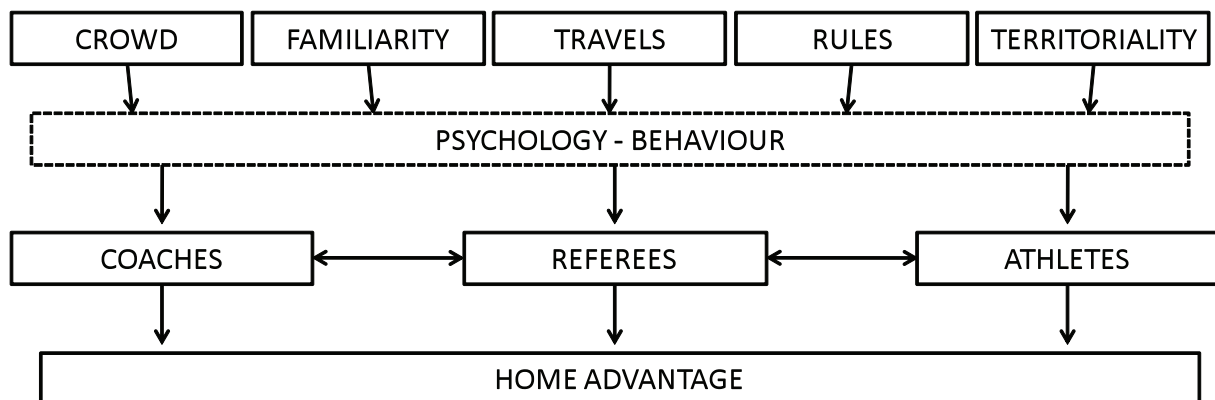 CROWD FAMILIARITY TRAVELS RULES TERRITORIALITY
PSYCHOLOGY - BEHAVIOUR
COACHES REFEREES ATHLETES
HOME ADVANTAGE